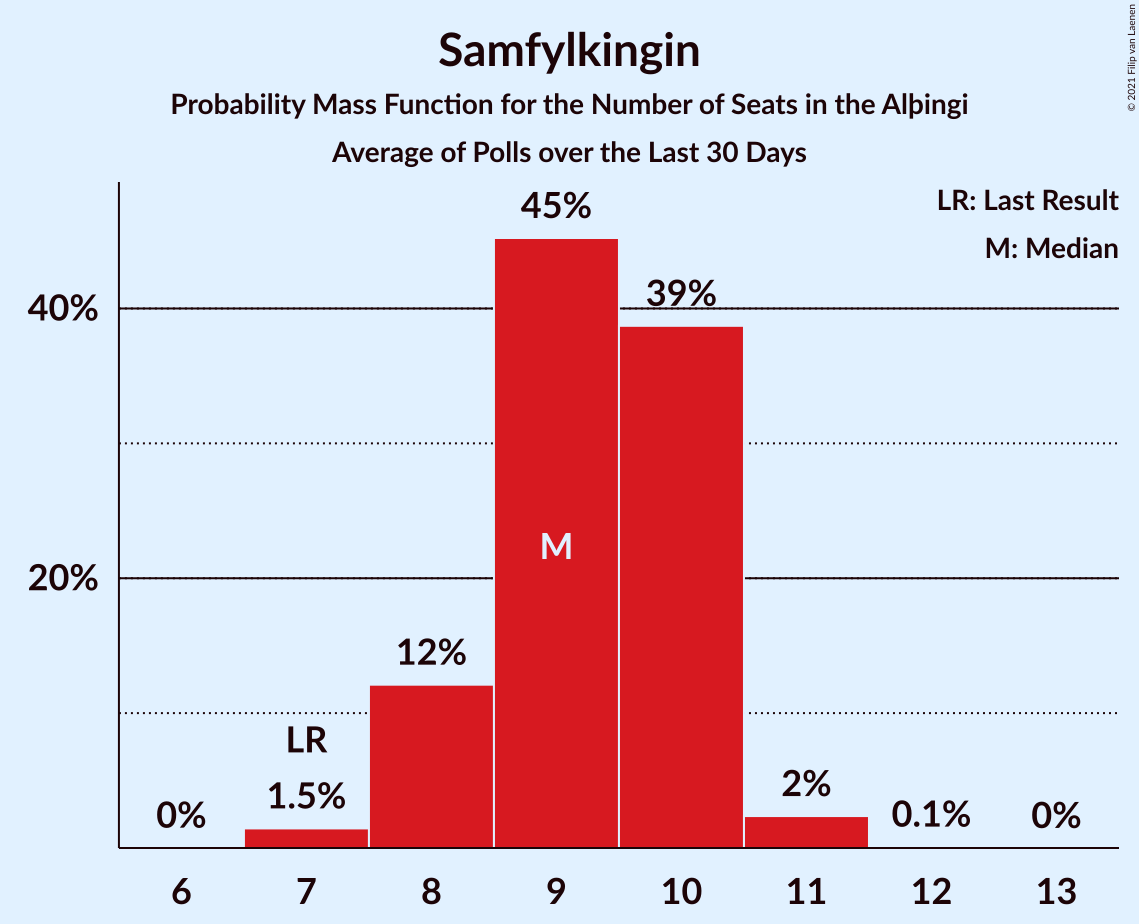 Samfylkingin
Probability Mass Function for the Number of Seats in the Alþingi
Average of Polls over the Last 30 Days
© 2021 Filip van Laenen
LR: Last Result
M: Median
45%
39%
40%
M
20%
12%
LR
1.5%
2%
0%
0.1%
0%
6 7 8 9 10 11 12 13